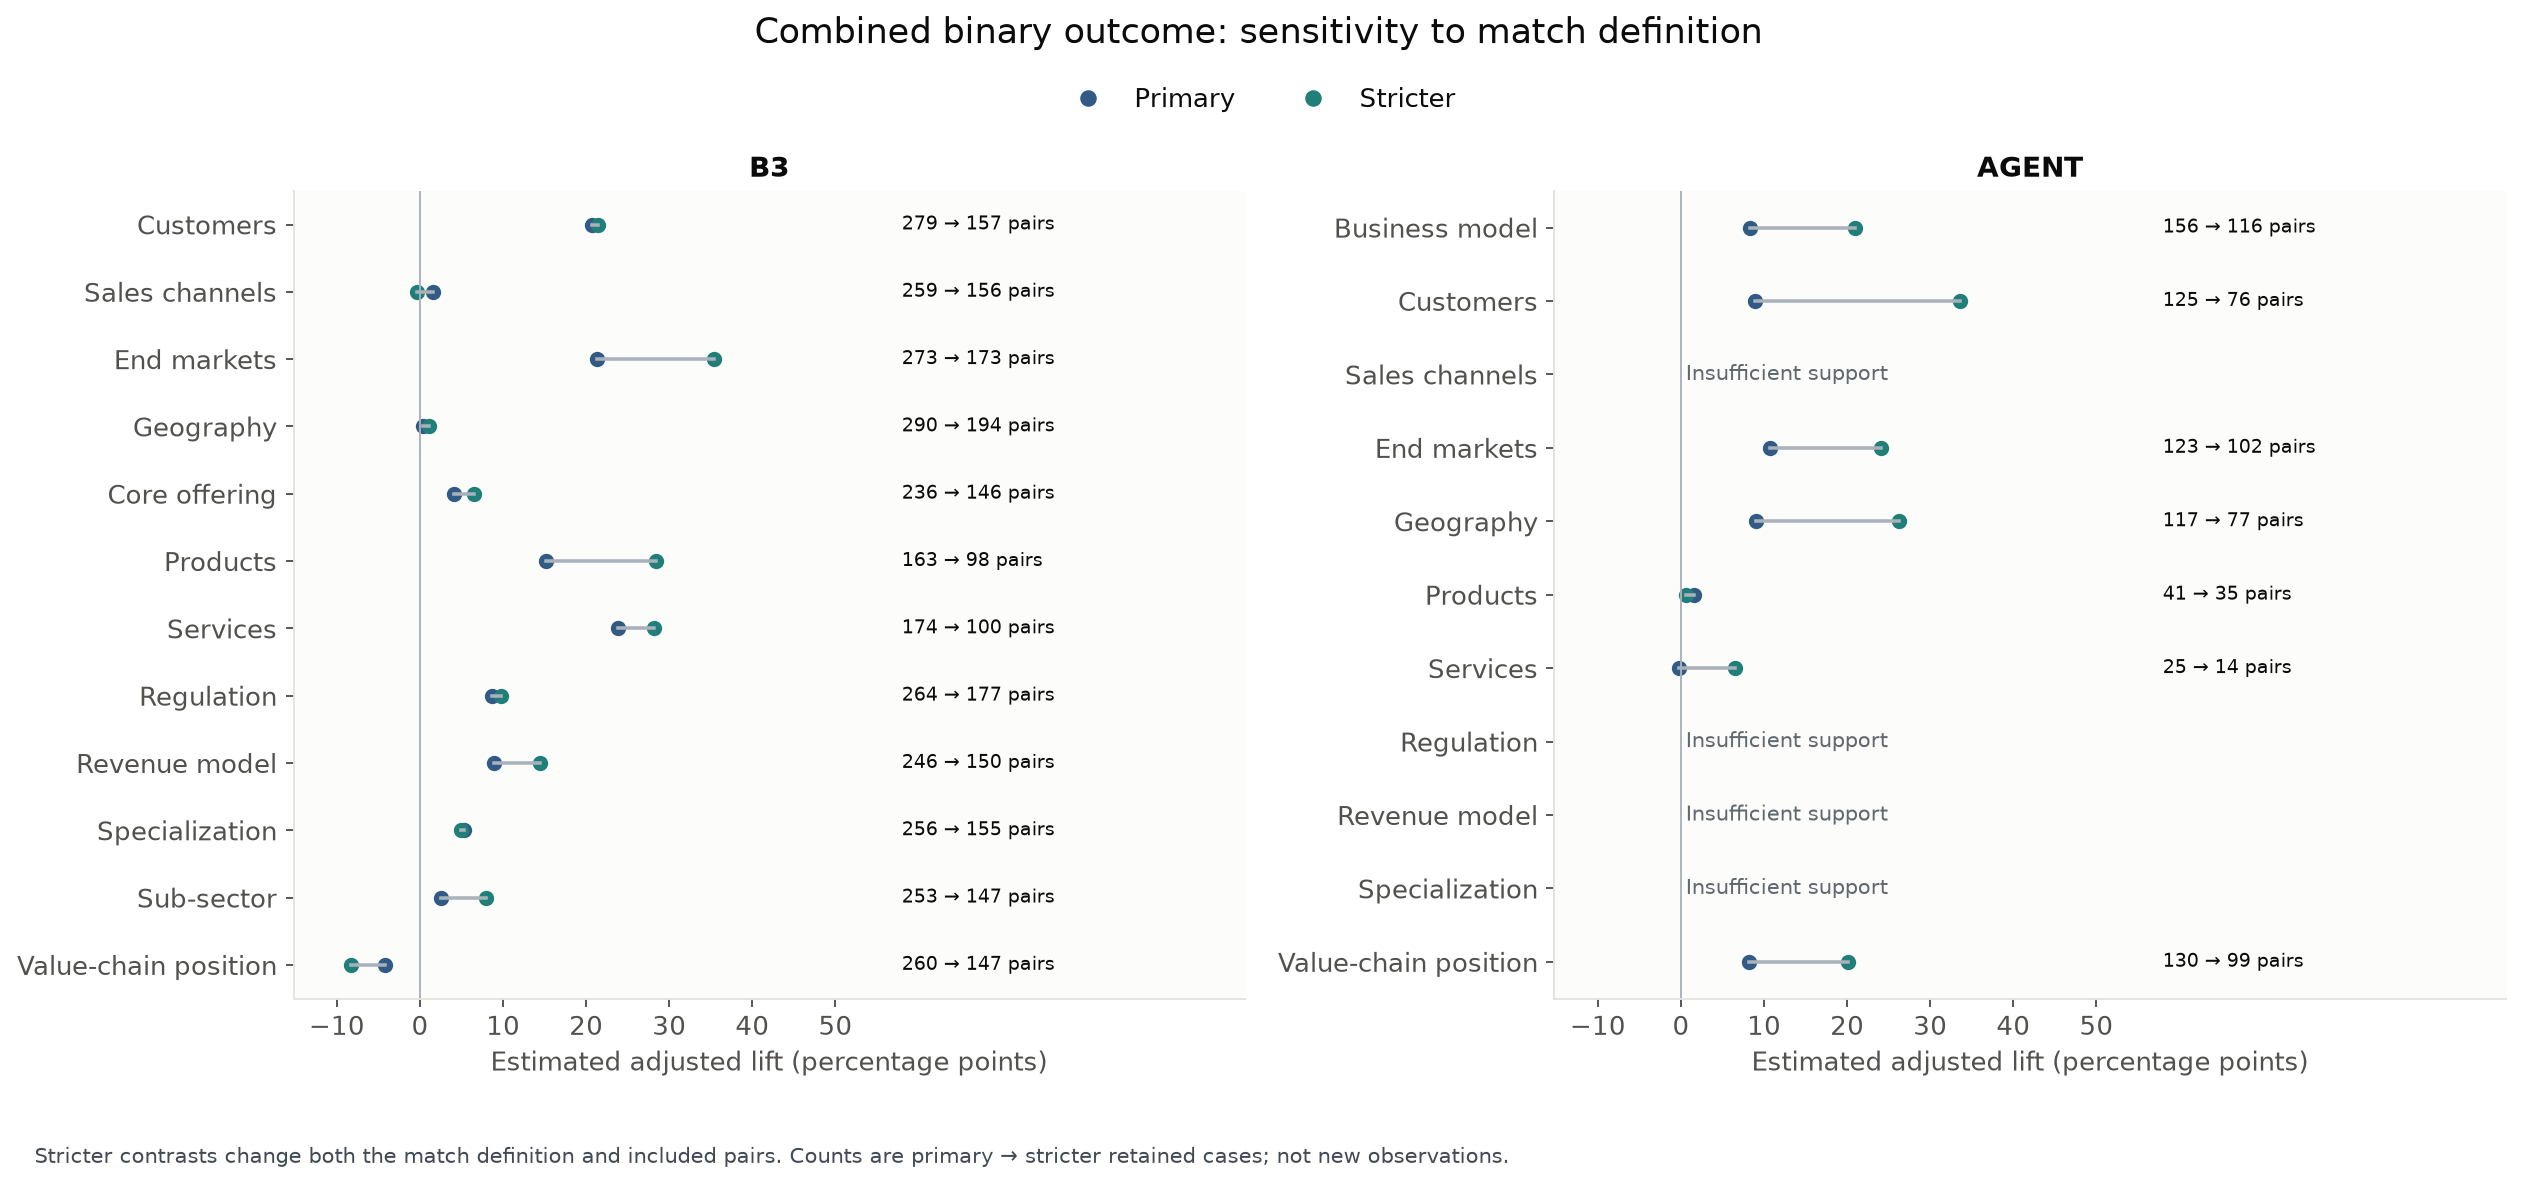 Combined binary outcome: sensitivity to match definition
Primary
Stricter
B3
Customers
279 → 157 pairs
Sales channels
259 → 156 pairs
End markets
273 → 173 pairs
Geography
290 → 194 pairs
Core offering
236 → 146 pairs
Products
163 → 98 pairs
Services
174 → 100 pairs
Regulation
264 → 177 pairs
Revenue model
246 → 150 pairs
Specialization
256 → 155 pairs
Sub-sector
253 → 147 pairs
Value-chain position
260 → 147 pairs
−10 0 10 20 30 40 50
Estimated adjusted lift (percentage points)
AGENT
Business model
156 → 116 pairs
Customers
125 → 76 pairs
Sales channels
Insufficient support
End markets
123 → 102 pairs
Geography
117 → 77 pairs
Products
41 → 35 pairs
Services
25 → 14 pairs
Regulation
Insufficient support
Revenue model
Insufficient support
Specialization
Insufficient support
Value-chain position
130 → 99 pairs
−10 0 10 20 30 40 50
Estimated adjusted lift (percentage points)
Stricter contrasts change both the match definition and included pairs. Counts are primary → stricter retained cases; not new observations.